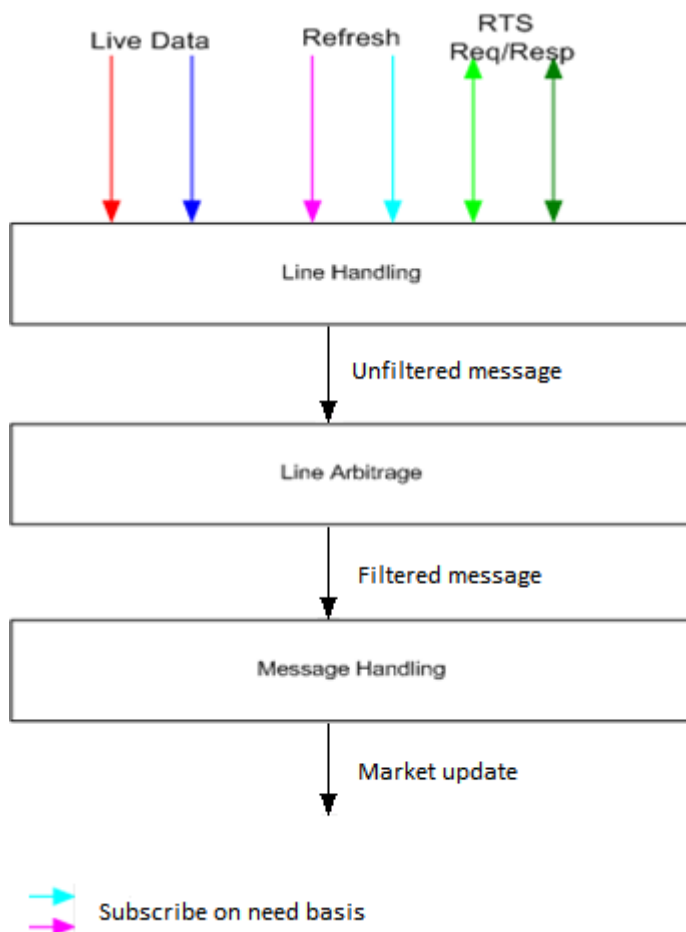 Live Data
Refresh
RTS
Req/Resp
Line Handling
Unfiltered message
Line Arbitrage
Filtered message
Message Handling
Market update
Subscribe on need basis